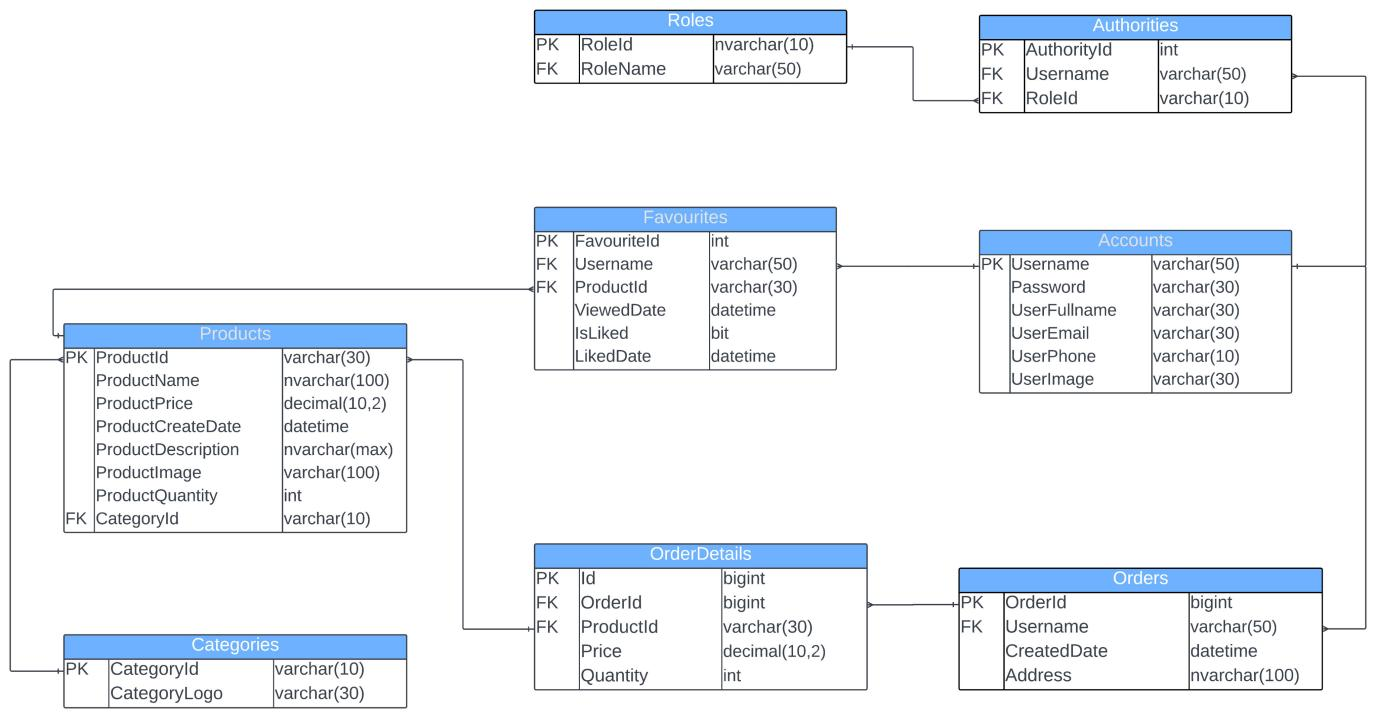 Roles
PK RoleId nvarchar(10)
FK RoleName varchar(50)
Authorities
PK AuthorityId int
FK Username varchar(50)
FK RoleId varchar(10)
Favourites
PK FavouriteId int
FK Username varchar(50)
FK ProductId varchar(30)
ViewedDate datetime
IsLiked bit
LikedDate datetime
Accounts
PK Username varchar(50)
Password varchar(30)
UserFullname varchar(30)
UserEmail varchar(30)
UserPhone varchar(10)
UserImage varchar(30)
Products
PK ProductId varchar(30)
ProductName nvarchar(100)
ProductPrice decimal(10,2)
ProductCreateDate datetime
ProductDescription nvarchar(max)
ProductImage varchar(100)
ProductQuantity int
FK CategoryId varchar(10)
OrderDetails
PK Id bigint
FK OrderId bigint
FK ProductId varchar(30)
Price decimal(10,2)
Quantity int
Orders
PK OrderId bigint
FK Username varchar(50)
CreatedDate datetime
Address nvarchar(100)
Categories
PK CategoryId varchar(10)
CategoryLogo varchar(30)